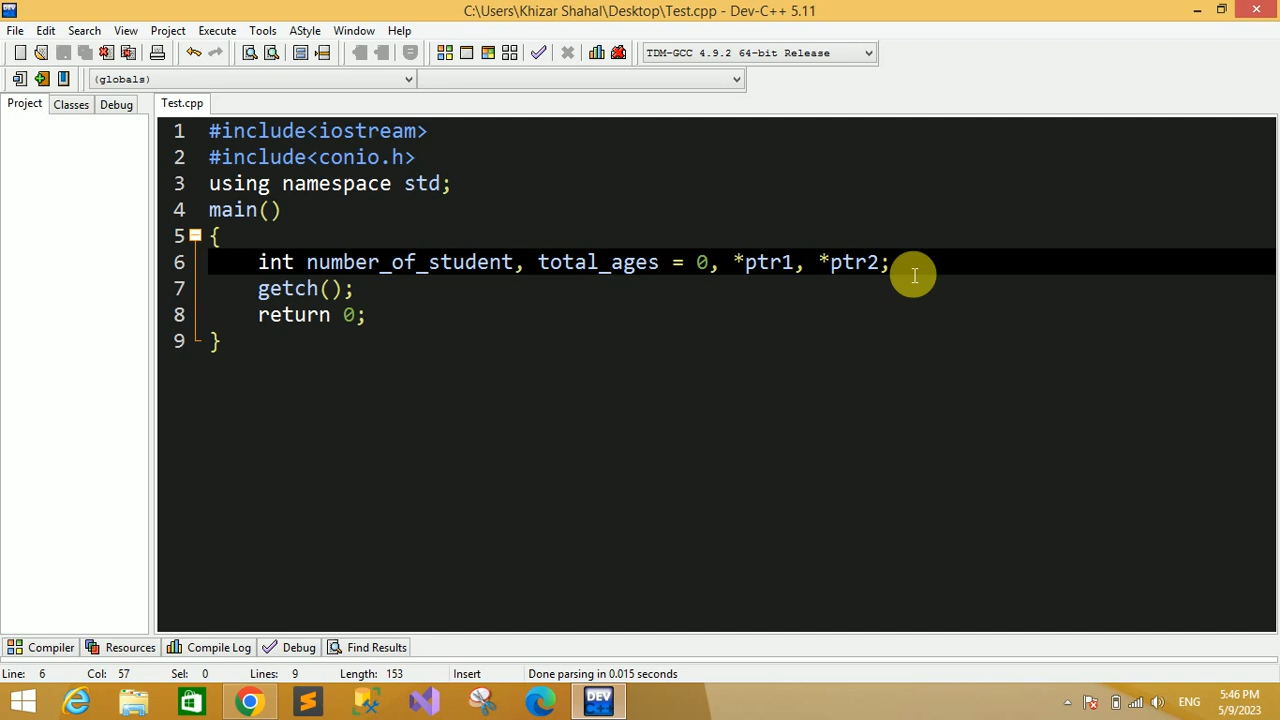 C:\Users\Khizar Shahal\Desktop\Test.cpp - Dev-C++ 5.11
File Edit Search View Project Execute Tools AStyle Window Help
TDM-GCC 4.9.2 64-bit Release
(globals)
Project Classes Debug Test.cpp
1 #include<iostream>
2 #include<conio.h>
3 using namespace std;
4 main()
5 {
6 int number_of_student, total_ages = 0, *ptr1, *ptr2;
7 getch();
8 return 0;
9 }
Compiler Resources Compile Log Debug Find Results
Line: 6 Col: 57 Sel: 0 Lines: 9 Length: 153 Insert Done parsing in 0.015 seconds
DEV
ENG
5:46 PM
5/9/2023